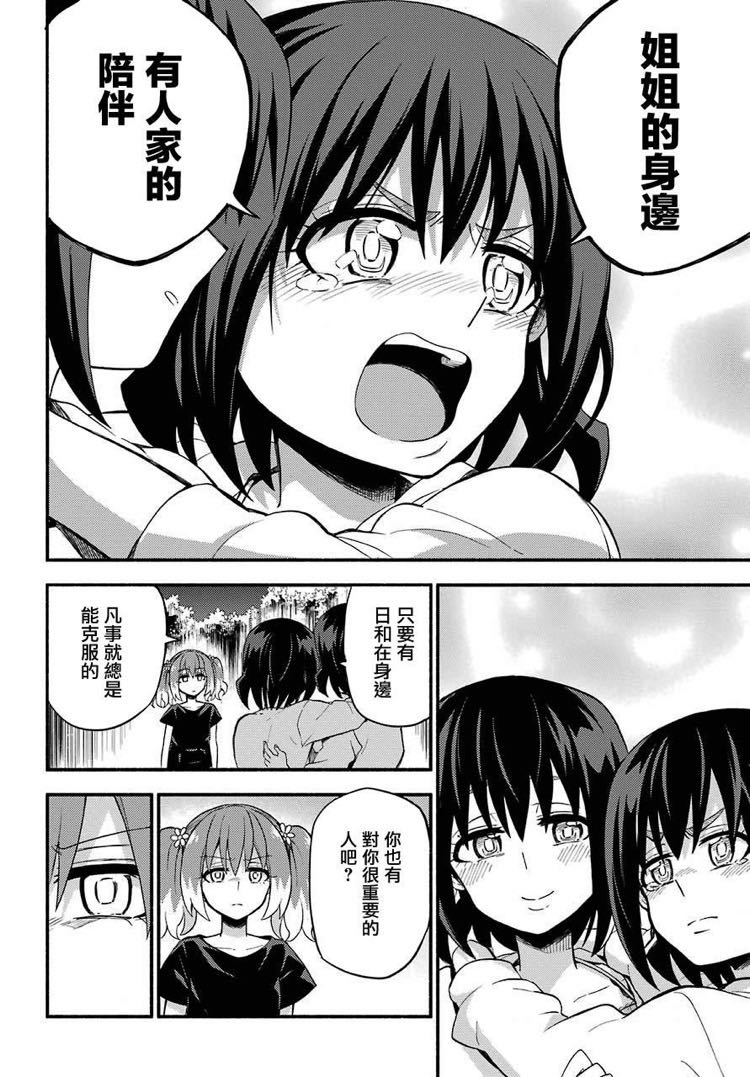 姐姐的身邊
有人家的
陪伴
只要有
日和在身邊
凡事就總是
能克服的
你也有
對你很重要的
人吧？